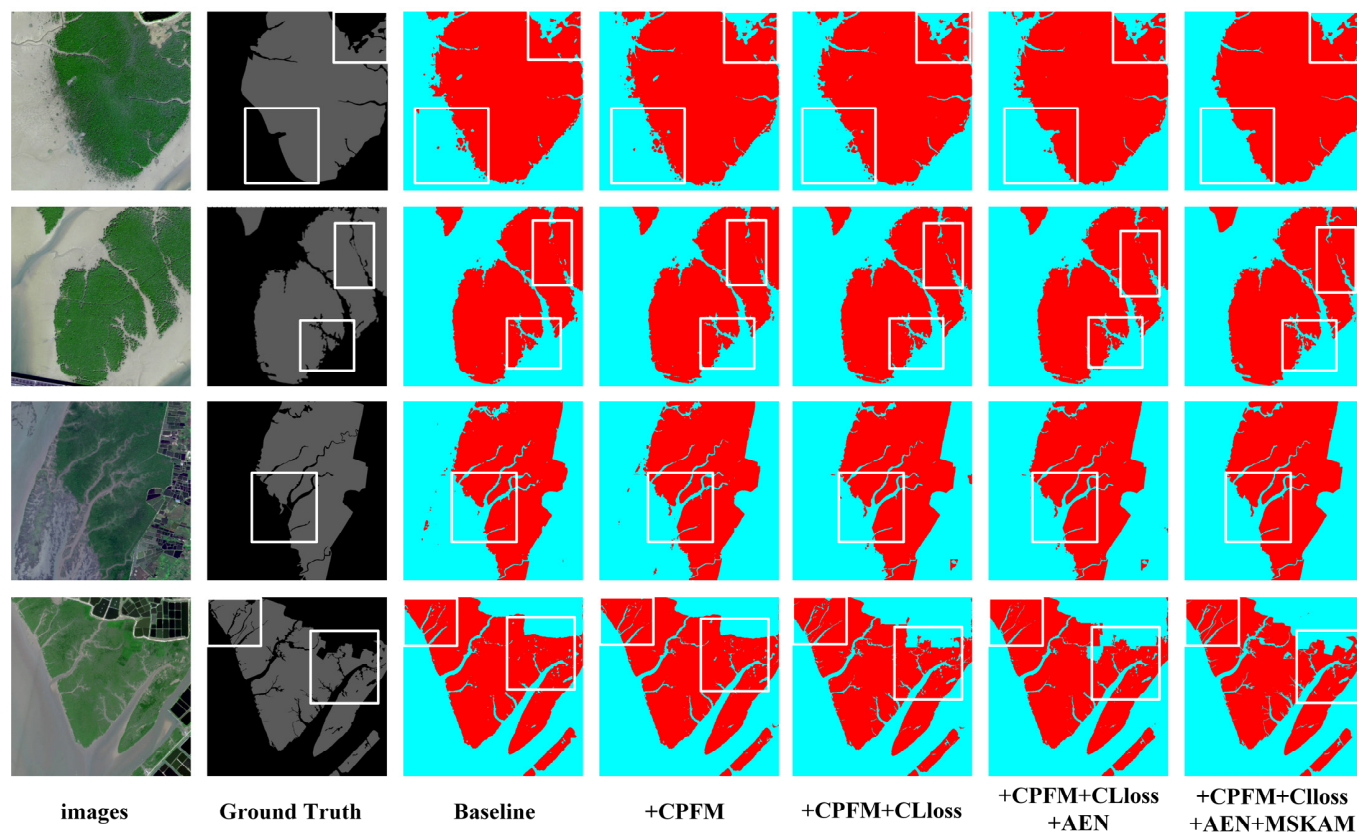 images
Ground Truth
Baseline
+CPFM
+CPFM+CLloss
+CPFM+CLloss
+AEN
+CPFM+Clloss
+AEN+MSKAM